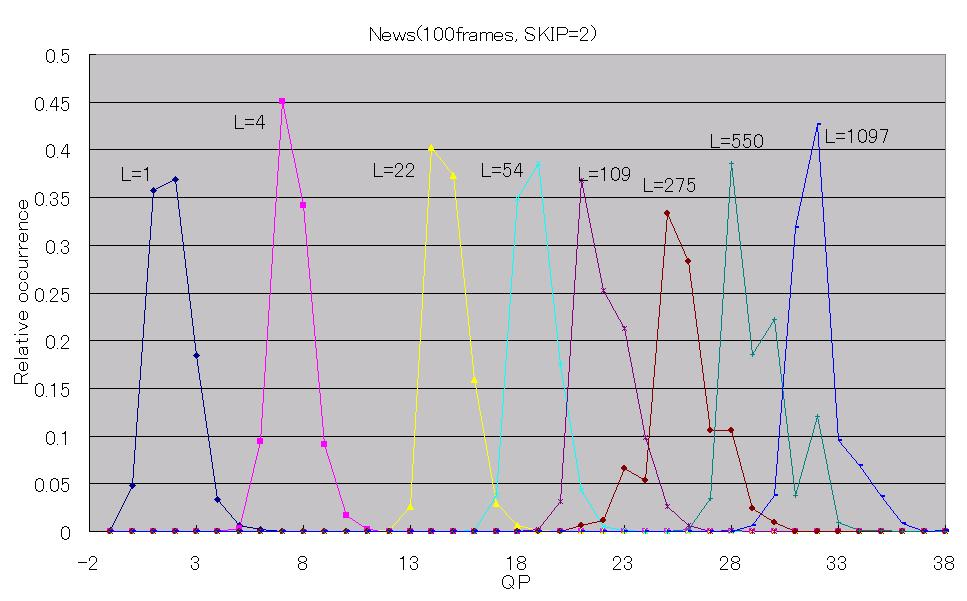 News(100frames, SKIP=2)
0.5
0.45
0.4
0.35
0.3
0.25
0.2
0.15
0.1
0.05
0
Relative occurrence
L=1
L=4
L=22
L=54
L=109
L=275
L=550
L=1097
−2 3 8 13 18 23 28 33 38
QP